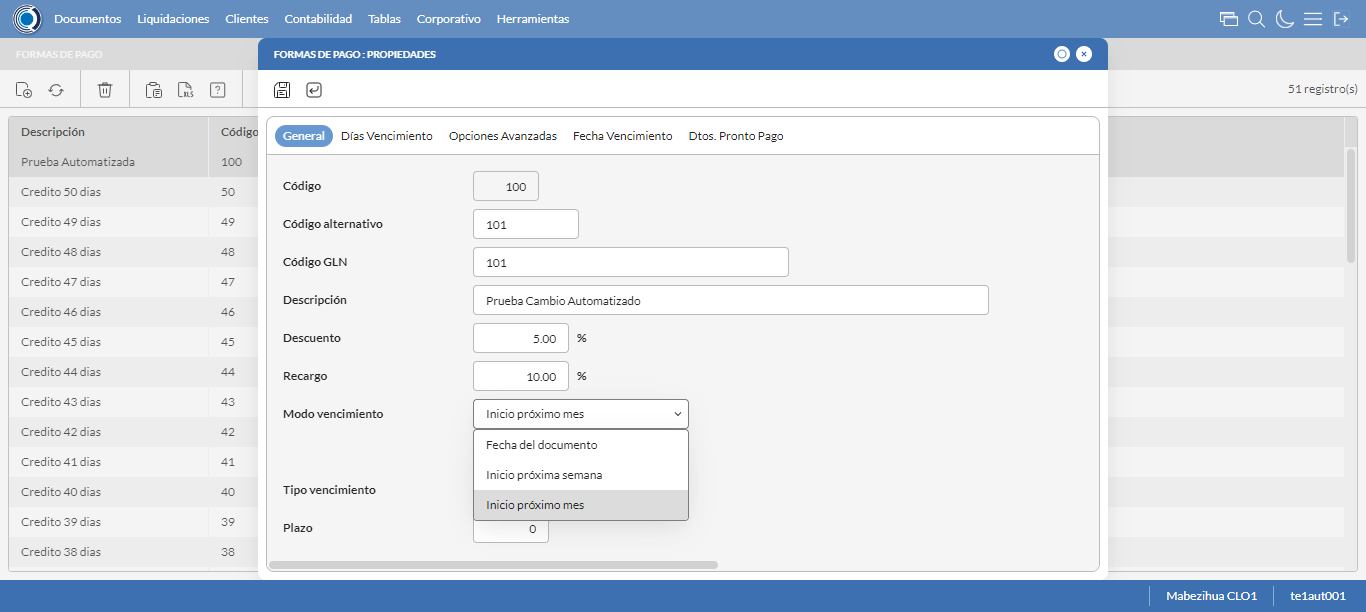 Documentos Liquidaciones Clientes Contabilidad Tablas Corporativo Herramientas
FORMAS DE PAGO
FORMAS DE PAGO : PROPIEDADES
XLS ?
51 registro(s)
Descripción Código
Prueba Automatizada 100
Credito 50 dias 50
Credito 49 dias 49
Credito 48 dias 48
Credito 47 dias 47
Credito 46 dias 46
Credito 45 dias 45
Credito 44 dias 44
Credito 43 dias 43
Credito 42 dias 42
Credito 41 dias 41
Credito 40 dias 40
Credito 39 dias 39
Credito 38 dias 38
General Días Vencimiento Opciones Avanzadas Fecha Vencimiento Dtos. Pronto Pago
Código 100
Código alternativo 101
Código GLN 101
Descripción Prueba Cambio Automatizado
Descuento 5.00 %
Recargo 10.00 %
Modo vencimiento Inicio próximo mes
Fecha del documento
Inicio próxima semana
Inicio próximo mes
Tipo vencimiento
Plazo 0
Mabezihua CLO1 te1aut001